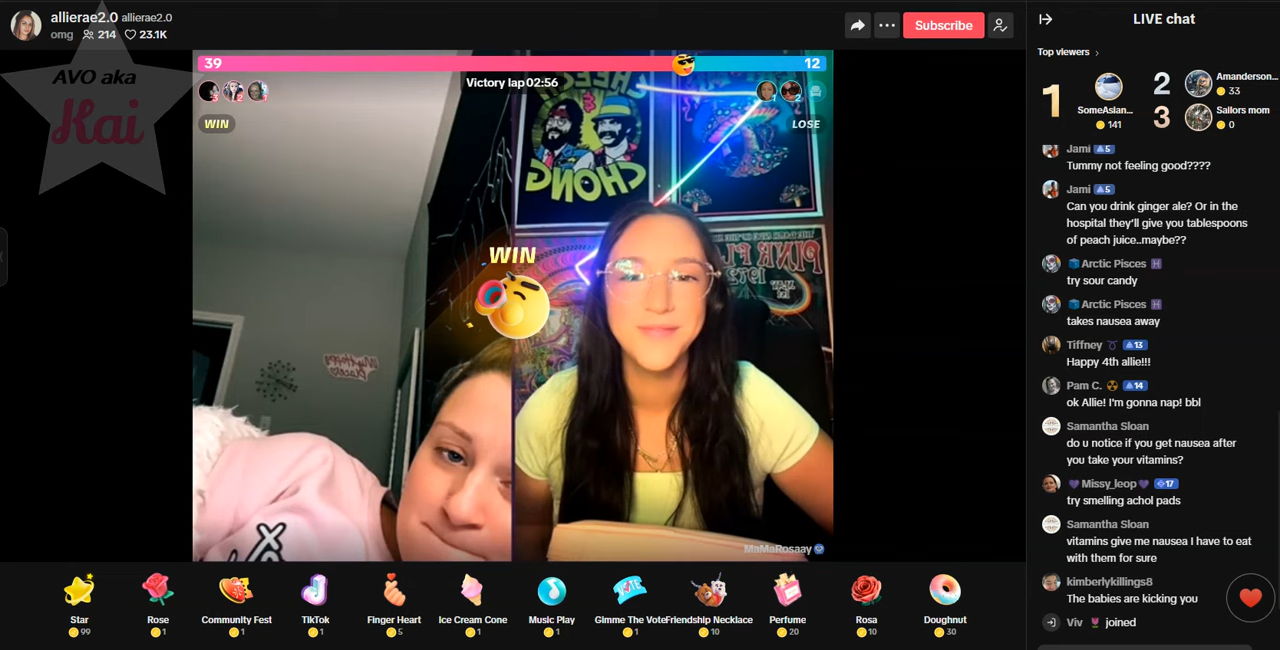 allierae2.0 allierae2.0
omg 214 23.1K
Subscribe
AVO aka
Kai
39
12
Victory lap 02:56
3
2
1
1
2
WIN
LOSE
CHONG
PINK FL
1972
WIN
MaMaRosaay
Star
99
Rose
1
Community Fest
1
TikTok
1
Finger Heart
5
Ice Cream Cone
1
Music Play
1
Gimme The Vote
1
Friendship Necklace
10
Perfume
20
Rosa
10
Doughnut
30
LIVE chat
Top viewers
1
SomeAsian...
141
2
Amanderson...
33
3
Sailors mom
0
Jami 5
Tummy not feeling good????
Jami 5
Can you drink ginger ale? Or in the
hospital they'll give you tablespoons
of peach juice..maybe??
Arctic Pisces
try sour candy
Arctic Pisces
takes nausea away
Tiffney 13
Happy 4th allie!!!
Pam C. 14
ok Allie! I'm gonna nap! bbl
Samantha Sloan
do u notice if you get nausea after
you take your vitamins?
Missy_leop 17
try smelling achol pads
Samantha Sloan
vitamins give me nausea I have to eat
with them for sure
kimberlykillings8
The babies are kicking you
Viv joined